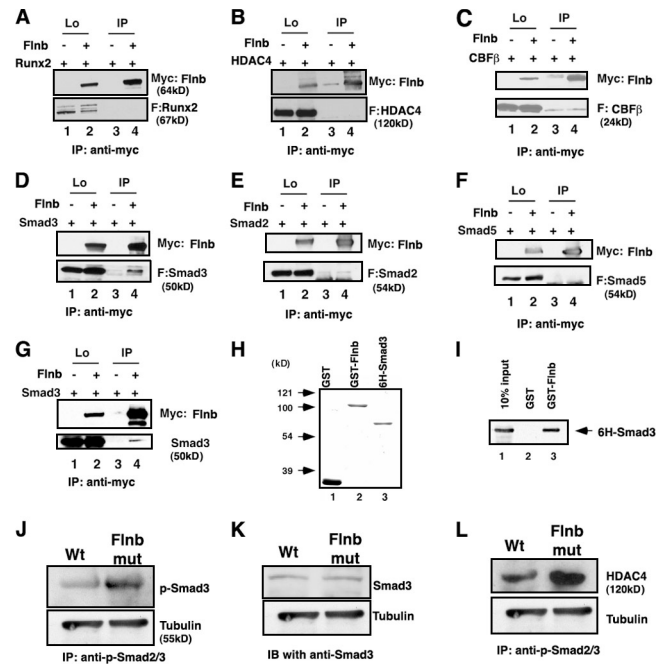 A
Lo IP
Flnb - + - +
Runx2 + + + +
Myc: Flnb
(64kD)
F:Runx2
(67kD)
1 2 3 4
IP: anti-myc
B
Lo IP
Flnb - + - +
HDAC4 + + + +
Myc: Flnb
F:HDAC4
(120kD)
1 2 3 4
IP: anti-myc
C
Lo IP
Flnb - + - +
CBFβ + + + +
Myc: Flnb
F: CBFβ
(24kD)
1 2 3 4
IP: anti-myc
D
Lo IP
Flnb - + - +
Smad3 + + + +
Myc: Flnb
F:Smad3
(50kD)
1 2 3 4
IP: anti-myc
E
Lo IP
Flnb - + - +
Smad2 + + + +
Myc: Flnb
F:Smad2
(54kD)
1 2 3 4
IP: anti-myc
F
Lo IP
Flnb - + - +
Smad5 + + + +
Myc: Flnb
F:Smad5
(54kD)
1 2 3 4
IP: anti-myc
G
Lo IP
Flnb - + - +
Smad3 + + + +
Myc: Flnb
Smad3
(50kD)
1 2 3 4
IP: anti-myc
H
(kD)
GST
GST-Flnb
6H-Smad3
121
100
54
39
1 2 3
I
10% input
GST
GST-Flnb
6H-Smad3
1 2 3
J
Wt Flnb
mut
p-Smad3
Tubulin
(55kD)
IP: anti-p-Smad2/3
K
Wt Flnb
mut
Smad3
Tubulin
IB with anti-Smad3
L
Wt Flnb
mut
HDAC4
(120kD)
Tubulin
IP: anti-p-Smad2/3